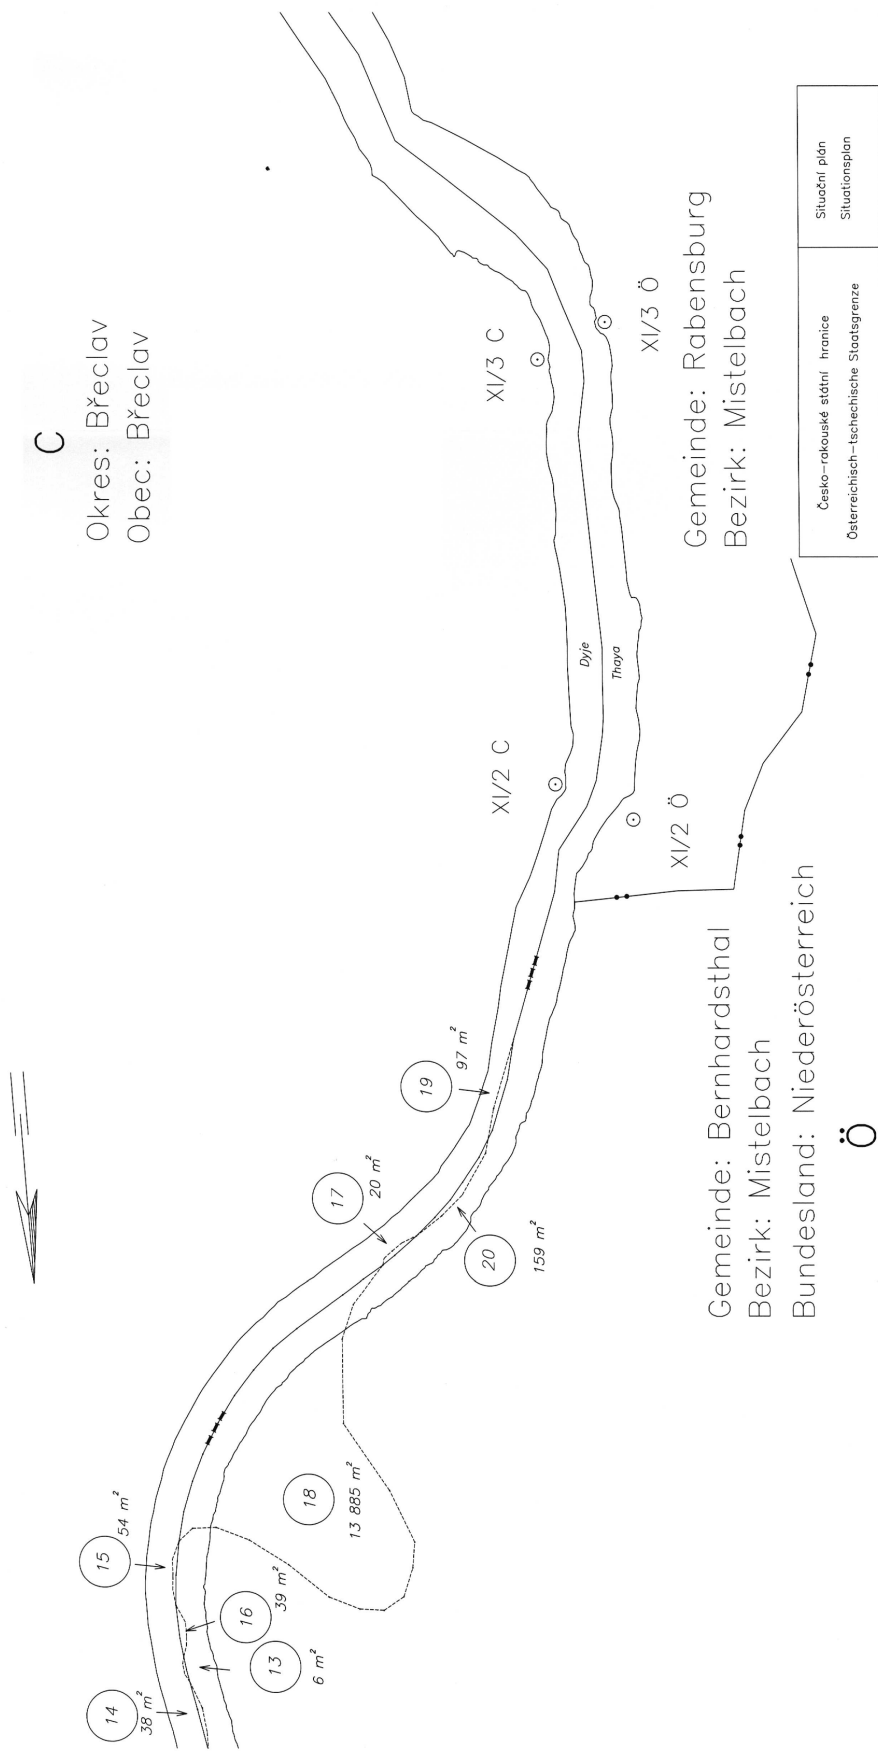 C
Okres: Břeclav
Obec: Břeclav
14
38 m²
15
54 m²
13
6 m²
16
39 m²
18
13 885 m²
17
20 m²
20
159 m²
19
97 m²
XI/2 C
XI/2 Ö
Dyje
Thaya
XI/3 C
XI/3 Ö
Gemeinde: Bernhardsthal
Bezirk: Mistelbach
Bundesland: Niederösterreich
Ö
Gemeinde: Rabensburg
Bezirk: Mistelbach
Česko-rakouské státní hranice
Österreichisch-tschechische Staatsgrenze
Situační plán
Situationsplan